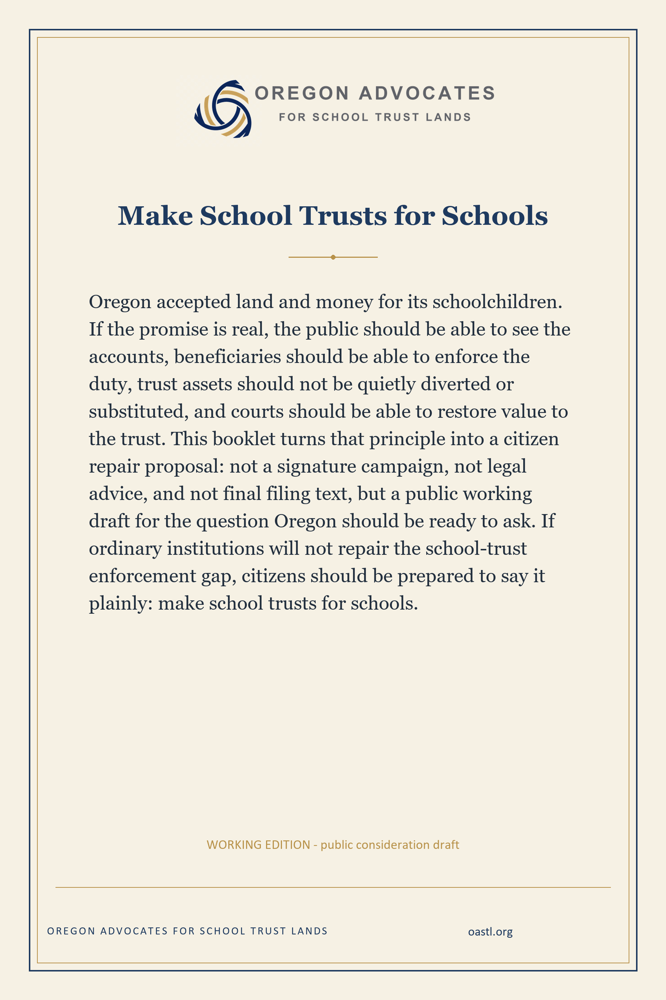 OREGON ADVOCATES
FOR SCHOOL TRUST LANDS
Make School Trusts for Schools
Oregon accepted land and money for its schoolchildren.
If the promise is real, the public should be able to see the
accounts, beneficiaries should be able to enforce the
duty, trust assets should not be quietly diverted or
substituted, and courts should be able to restore value to
the trust. This booklet turns that principle into a citizen
repair proposal: not a signature campaign, not legal
advice, and not final filing text, but a public working
draft for the question Oregon should be ready to ask. If
ordinary institutions will not repair the school-trust
enforcement gap, citizens should be prepared to say it
plainly: make school trusts for schools.
WORKING EDITION - public consideration draft
OREGON ADVOCATES FOR SCHOOL TRUST LANDS
oastl.org